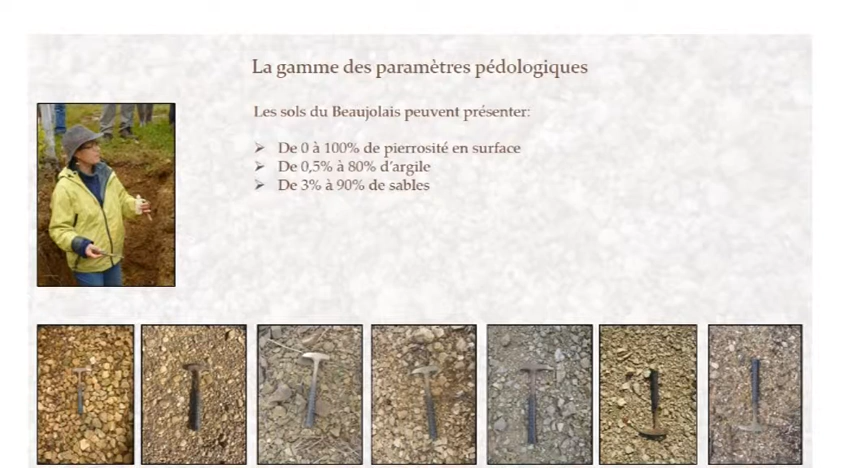 La gamme des paramètres pédologiques
Les sols du Beaujolais peuvent présenter:
➢ De 0 à 100% de pierrosité en surface
➢ De 0,5% à 80% d'argile
➢ De 3% à 90% de sables